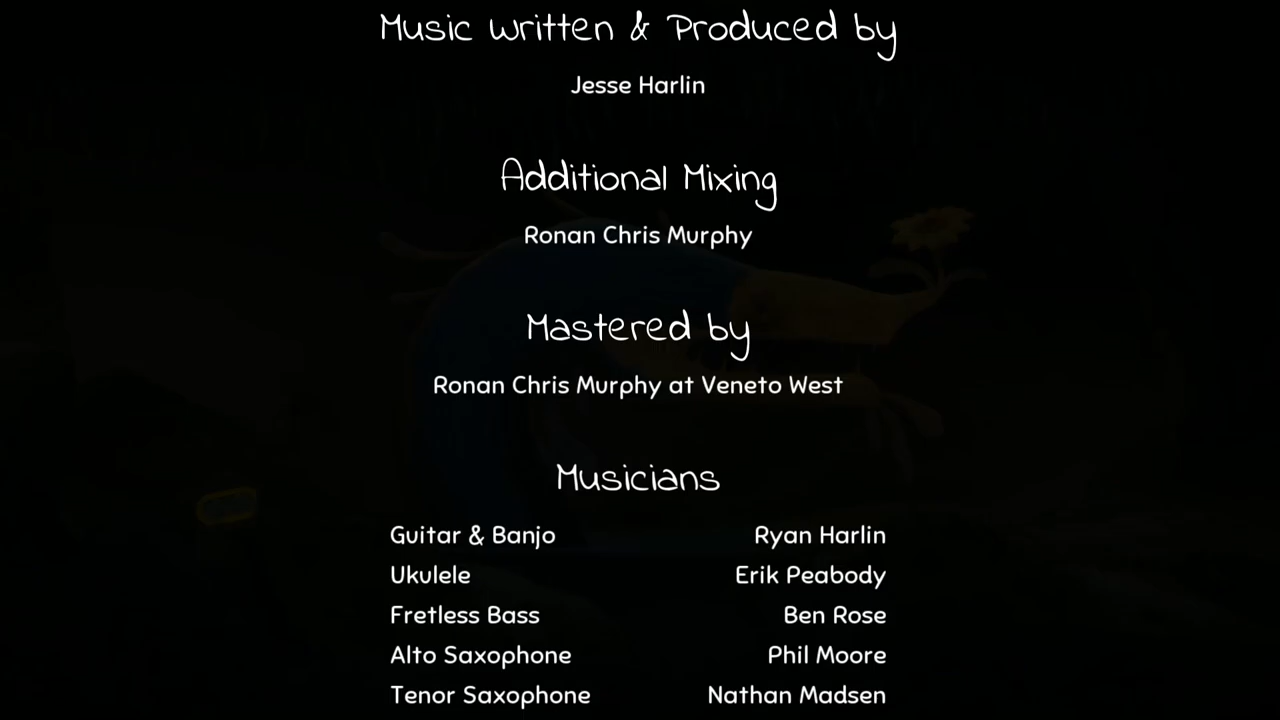 Music Written & Produced by
Jesse Harlin
Additional Mixing
Ronan Chris Murphy
Mastered by
Ronan Chris Murphy at Veneto West
Musicians
Guitar & Banjo Ryan Harlin
Ukulele Erik Peabody
Fretless Bass Ben Rose
Alto Saxophone Phil Moore
Tenor Saxophone Nathan Madsen